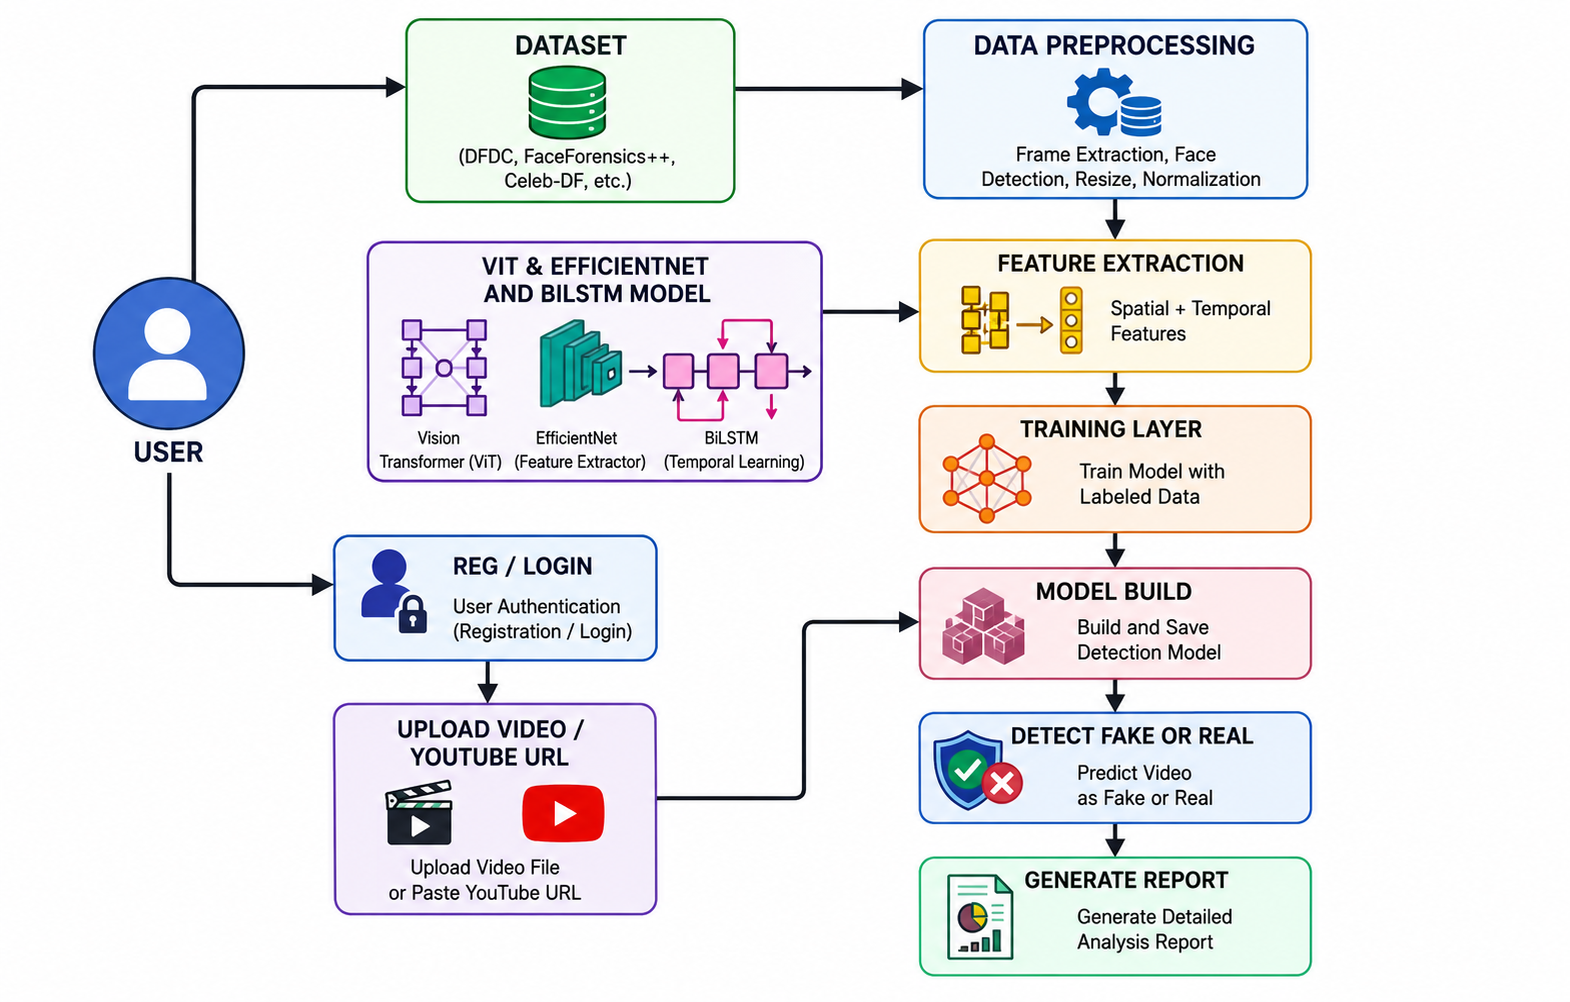 DATASET
(DFDC, FaceForensics++,
Celeb-DF, etc.)
DATA PREPROCESSING
Frame Extraction, Face
Detection, Resize, Normalization
VIT & EFFICIENTNET
AND BILSTM MODEL
Vision
Transformer (ViT)
EfficientNet
(Feature Extractor)
BiLSTM
(Temporal Learning)
FEATURE EXTRACTION
Spatial + Temporal
Features
USER
TRAINING LAYER
Train Model with
Labeled Data
REG / LOGIN
User Authentication
(Registration / Login)
MODEL BUILD
Build and Save
Detection Model
UPLOAD VIDEO /
YOUTUBE URL
Upload Video File
or Paste YouTube URL
DETECT FAKE OR REAL
Predict Video
as Fake or Real
GENERATE REPORT
Generate Detailed
Analysis Report